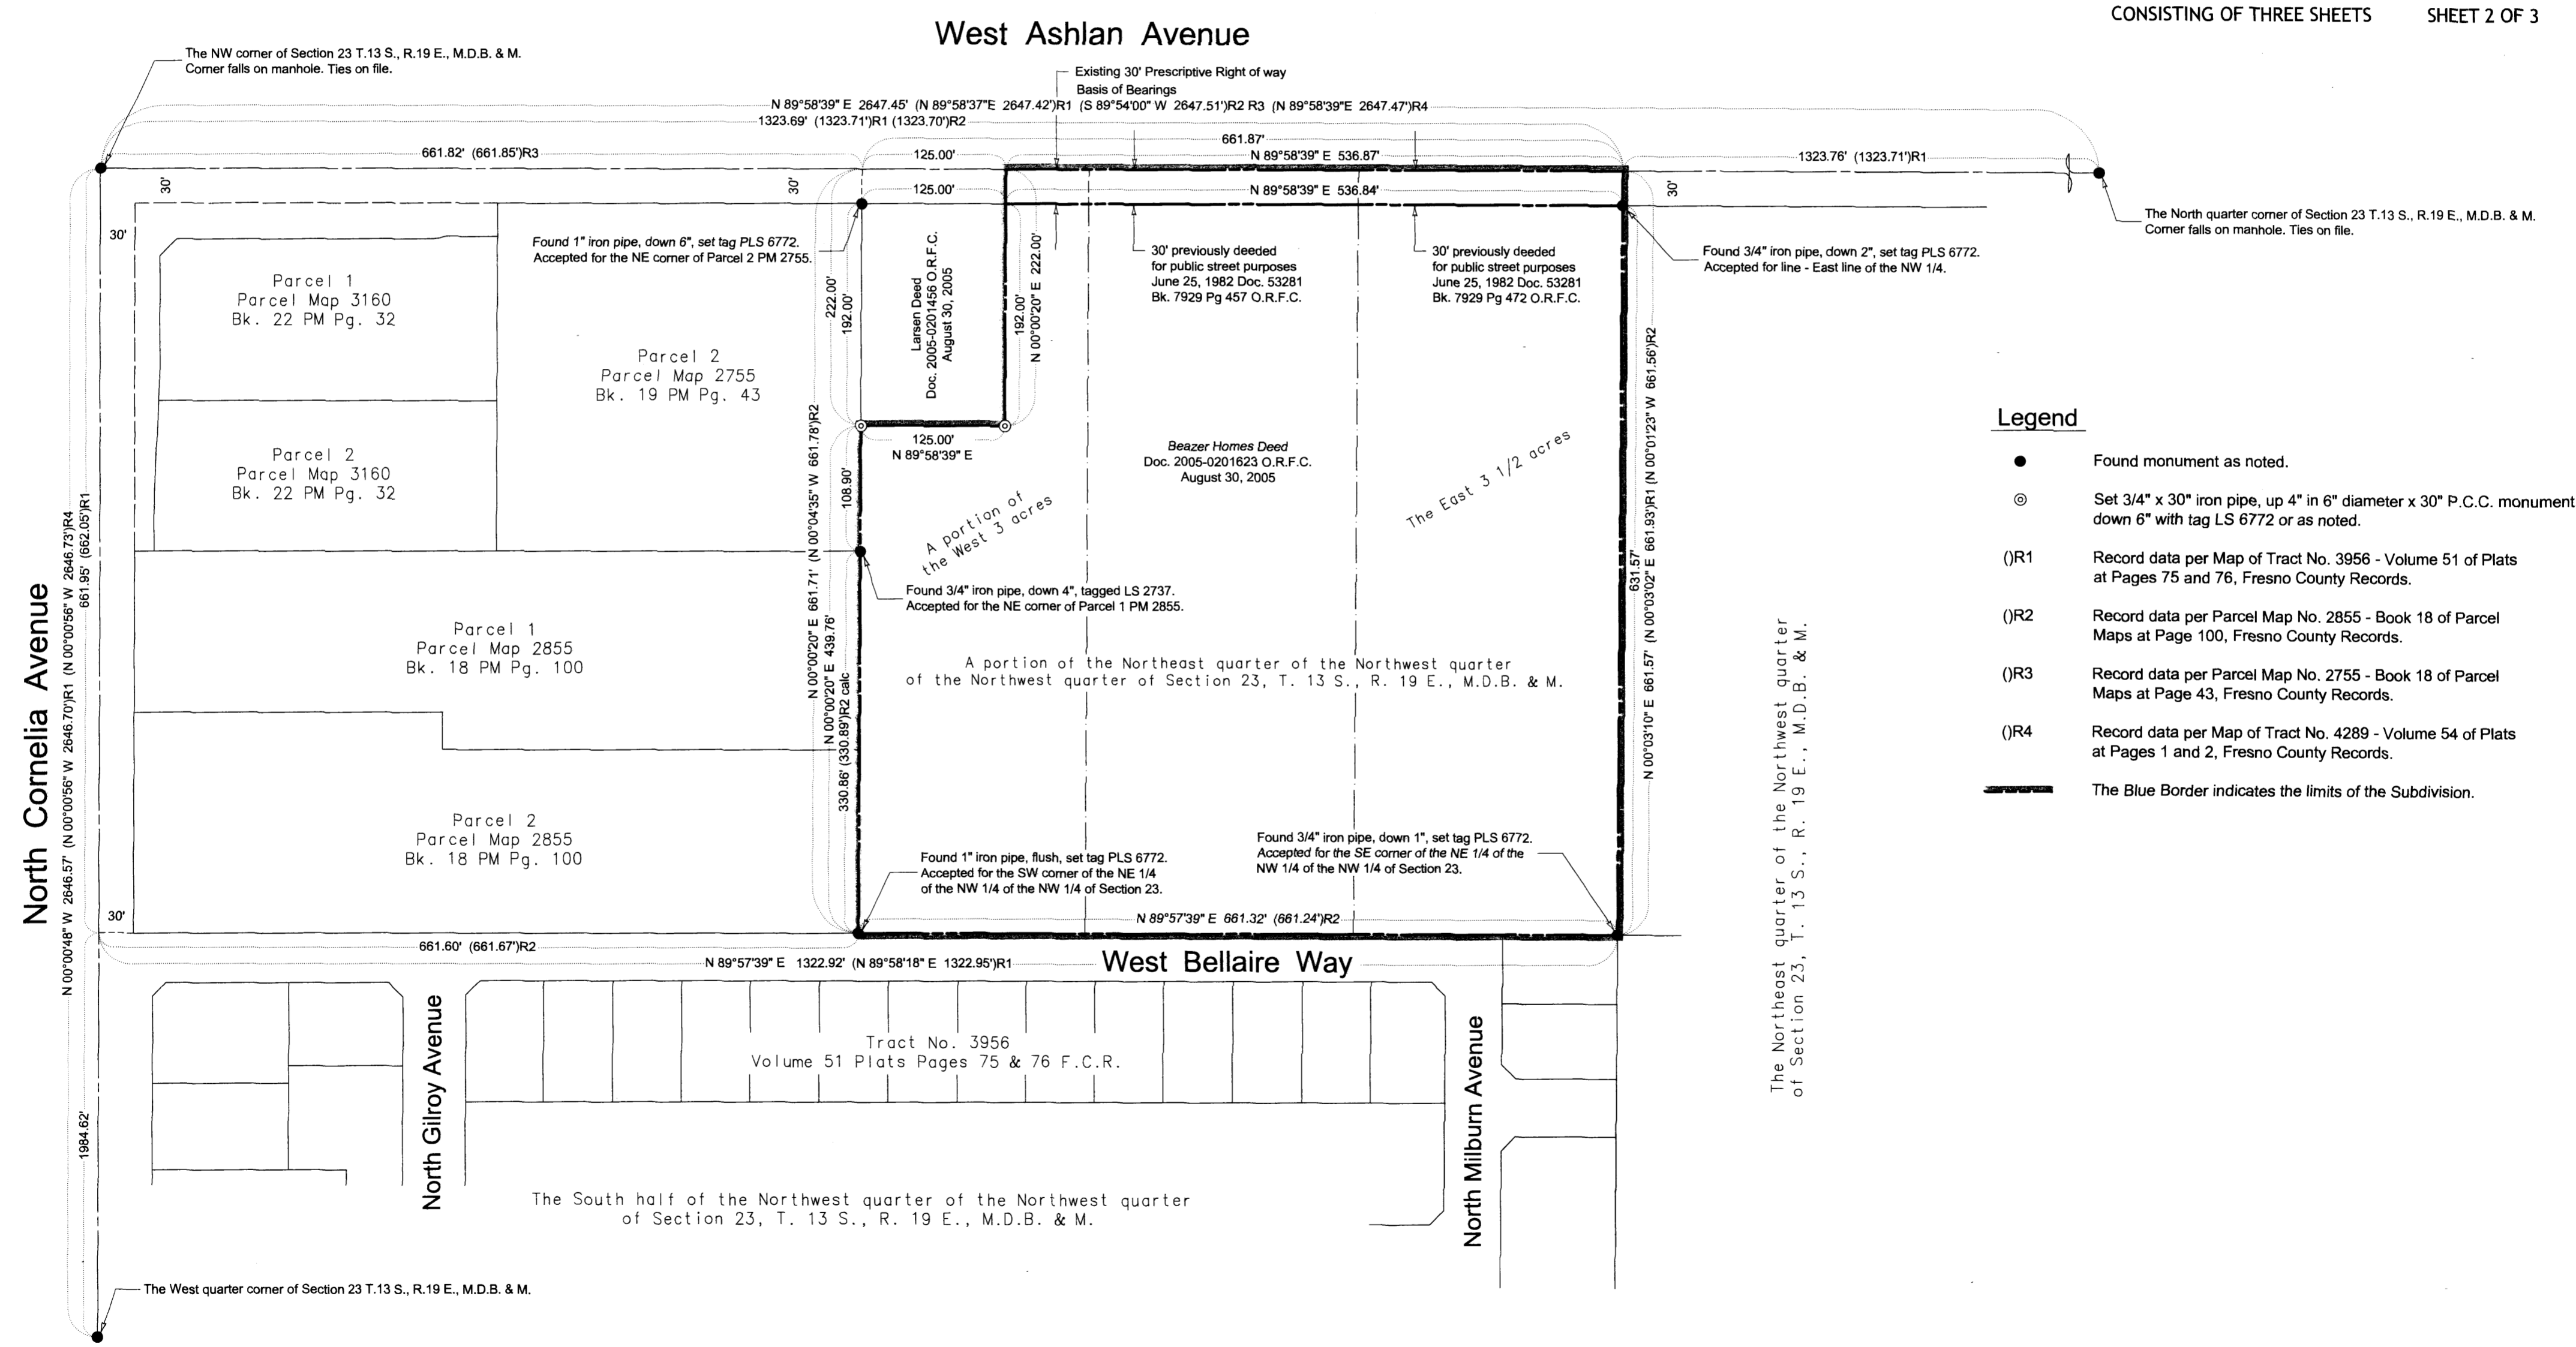 CONSISTING OF THREE SHEETS SHEET 2 OF 3
West Ashlan Avenue
The NW corner of Section 23 T.13 S., R.19 E., M.D.B. & M.
Corner falls on manhole. Ties on file.
Existing 30' Prescriptive Right of way
Basis of Bearings
N 89°58'39" E 2647.45' (N 89°58'37"E 2647.42')R1 (S 89°54'00" W 2647.51')R2 R3 (N 89°58'39"E 2647.47')R4
1323.69' (1323.71')R1 (1323.70')R2
661.87'
661.82' (661.85')R3
125.00'
N 89°58'39" E 536.87'
1323.76' (1323.71')R1
30'
30'
125.00'
N 89°58'39" E 536.84'
30'
The North quarter corner of Section 23 T.13 S., R.19 E., M.D.B. & M.
Corner falls on manhole. Ties on file.
30'
Found 1" iron pipe, down 6", set tag PLS 6772.
Accepted for the NE corner of Parcel 2 PM 2755.
30' previously deeded
for public street purposes
June 25, 1982 Doc. 53281
Bk. 7929 Pg 457 O.R.F.C.
30' previously deeded
for public street purposes
June 25, 1982 Doc. 53281
Bk. 7929 Pg 472 O.R.F.C.
Found 3/4" iron pipe, down 2", set tag PLS 6772.
Accepted for line - East line of the NW 1/4.
Parcel 1
Parcel Map 3160
Bk. 22 PM Pg. 32
Parcel 2
Parcel Map 2755
Bk. 19 PM Pg. 43
222.00'
192.00'
Larsen Deed
Doc. 2005-0201456 O.R.F.C.
August 30, 2005
192.00'
N 00°00'20" E 222.00'
Parcel 2
Parcel Map 3160
Bk. 22 PM Pg. 32
125.00'
N 89°58'39" E
Beazer Homes Deed
Doc. 2005-0201623 O.R.F.C.
August 30, 2005
The East 3 1/2 acres
A portion of
the West 3 acres
108.90'
N 00°00'20" E 661.71' (N 00°04'35" W 661.78')R2
N 00°00'20" E 439.76'
330.86' (330.89')R2 calc
631.57'
N 00°03'10" E 661.57' (N 00°03'02" E 661.93')R1 (N 00°01'23" W 661.56')R2
Found 3/4" iron pipe, down 4", tagged LS 2737.
Accepted for the NE corner of Parcel 1 PM 2855.
Legend
Found monument as noted.
Set 3/4" x 30" iron pipe, up 4" in 6" diameter x 30" P.C.C. monument
down 6" with tag LS 6772 or as noted.
()R1 Record data per Map of Tract No. 3956 - Volume 51 of Plats
at Pages 75 and 76, Fresno County Records.
()R2 Record data per Parcel Map No. 2855 - Book 18 of Parcel
Maps at Page 100, Fresno County Records.
()R3 Record data per Parcel Map No. 2755 - Book 18 of Parcel
Maps at Page 43, Fresno County Records.
()R4 Record data per Map of Tract No. 4289 - Volume 54 of Plats
at Pages 1 and 2, Fresno County Records.
The Blue Border indicates the limits of the Subdivision.
North Cornelia Avenue
N 00°00'48" W 2646.57' (N 00°00'56" W 2646.70')R1 (N 00°00'56" W 2646.73')R4
661.95' (662.05')R1
Parcel 1
Parcel Map 2855
Bk. 18 PM Pg. 100
A portion of the Northeast quarter of the Northwest quarter
of the Northwest quarter of Section 23, T. 13 S., R. 19 E., M.D.B. & M.
The Northeast quarter of the Northwest quarter
of Section 23, T. 13 S., R. 19 E., M.D.B. & M.
Parcel 2
Parcel Map 2855
Bk. 18 PM Pg. 100
Found 1" iron pipe, flush, set tag PLS 6772.
Accepted for the SW corner of the NE 1/4
of the NW 1/4 of the NW 1/4 of Section 23.
Found 3/4" iron pipe, down 1", set tag PLS 6772.
Accepted for the SE corner of the NE 1/4 of the
NW 1/4 of the NW 1/4 of Section 23.
30'
N 89°57'39" E 661.32' (661.24')R2
661.60' (661.67')R2
N 89°57'39" E 1322.92' (N 89°58'18" E 1322.95')R1
West Bellaire Way
North Gilroy Avenue
Tract No. 3956
Volume 51 Plats Pages 75 & 76 F.C.R.
North Milburn Avenue
1984.62'
The South half of the Northwest quarter of the Northwest quarter
of Section 23, T. 13 S., R. 19 E., M.D.B. & M.
The West quarter corner of Section 23 T.13 S., R.19 E., M.D.B. & M.